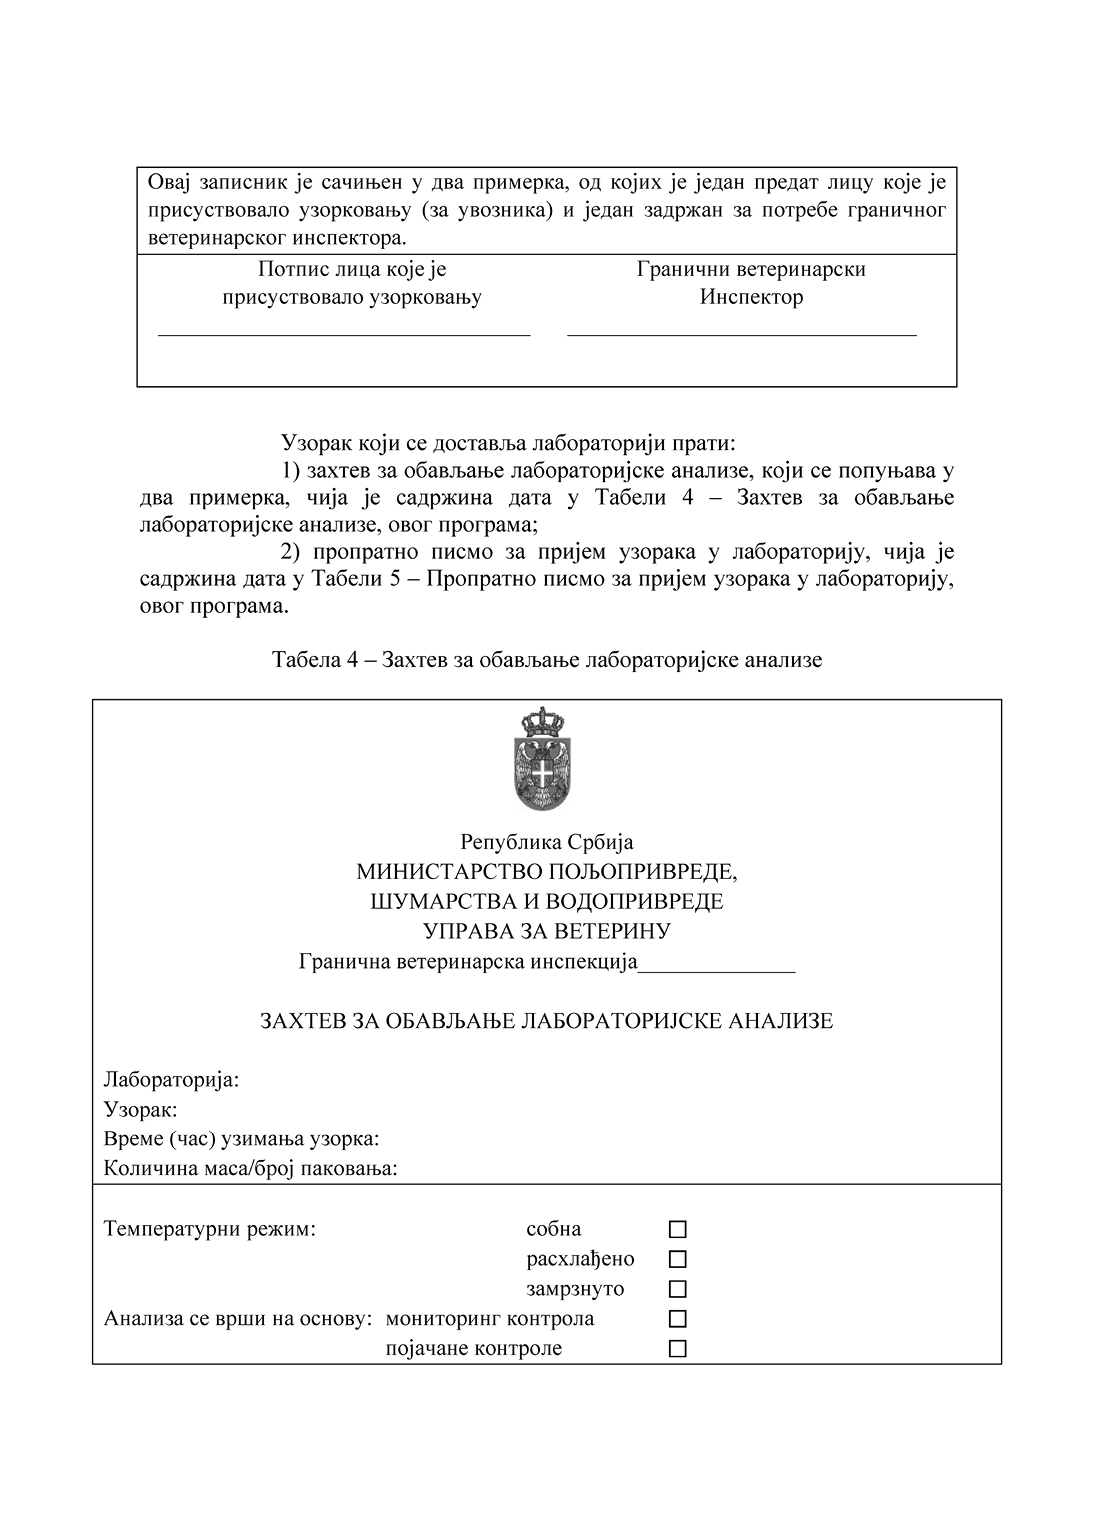 Овај записник је сачињен у два примерка, од којих је један предат лицу које је
присуствовало узорковању (за увозника) и један задржан за потребе граничног
ветеринарског инспектора.
Потпис лица које је
присуствовало узорковању
Гранични ветеринарски
Инспектор
Узорак који се доставља лабораторији прати:
1) захтев за обављање лабораторијске анализе, који се попуњава у
два примерка, чија је садржина дата у Табели 4 – Захтев за обављање
лабораторијске анализе, овог програма;
2) пропратно писмо за пријем узорака у лабораторију, чија је
садржина дата у Табели 5 – Пропратно писмо за пријем узорака у лабораторију,
овог програма.
Табела 4 – Захтев за обављање лабораторијске анализе
Република Србија
МИНИСТАРСТВО ПОЉОПРИВРЕДЕ,
ШУМАРСТВА И ВОДОПРИВРЕДЕ
УПРАВА ЗА ВЕТЕРИНУ
Гранична ветеринарска инспекција______________
ЗАХТЕВ ЗА ОБАВЉАЊЕ ЛАБОРАТОРИЈСКЕ АНАЛИЗЕ
Лабораторија:
Узорак:
Време (час) узимања узорка:
Количина маса/број паковања:
Температурни режим: собна ☐
расхлађено ☐
замрзнуто ☐
Анализа се врши на основу: мониторинг контрола ☐
појачане контроле ☐